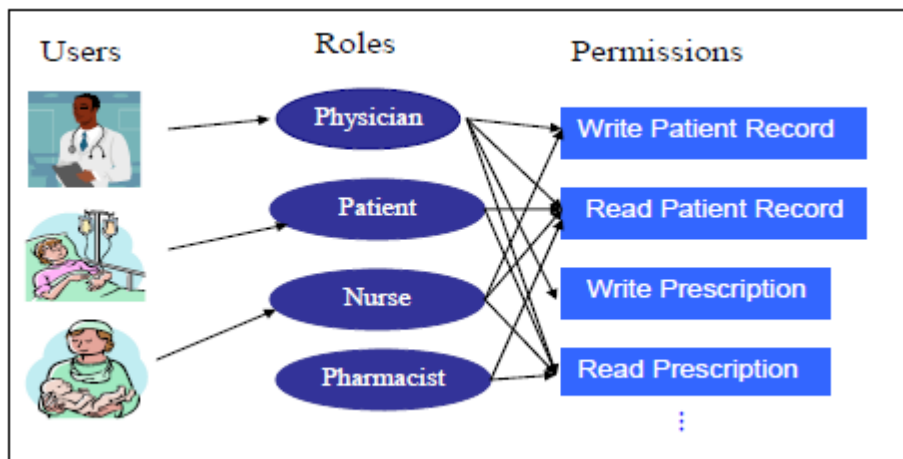 Users
Roles
Permissions
Physician
Write Patient Record
Patient
Read Patient Record
Nurse
Write Prescription
Pharmacist
Read Prescription